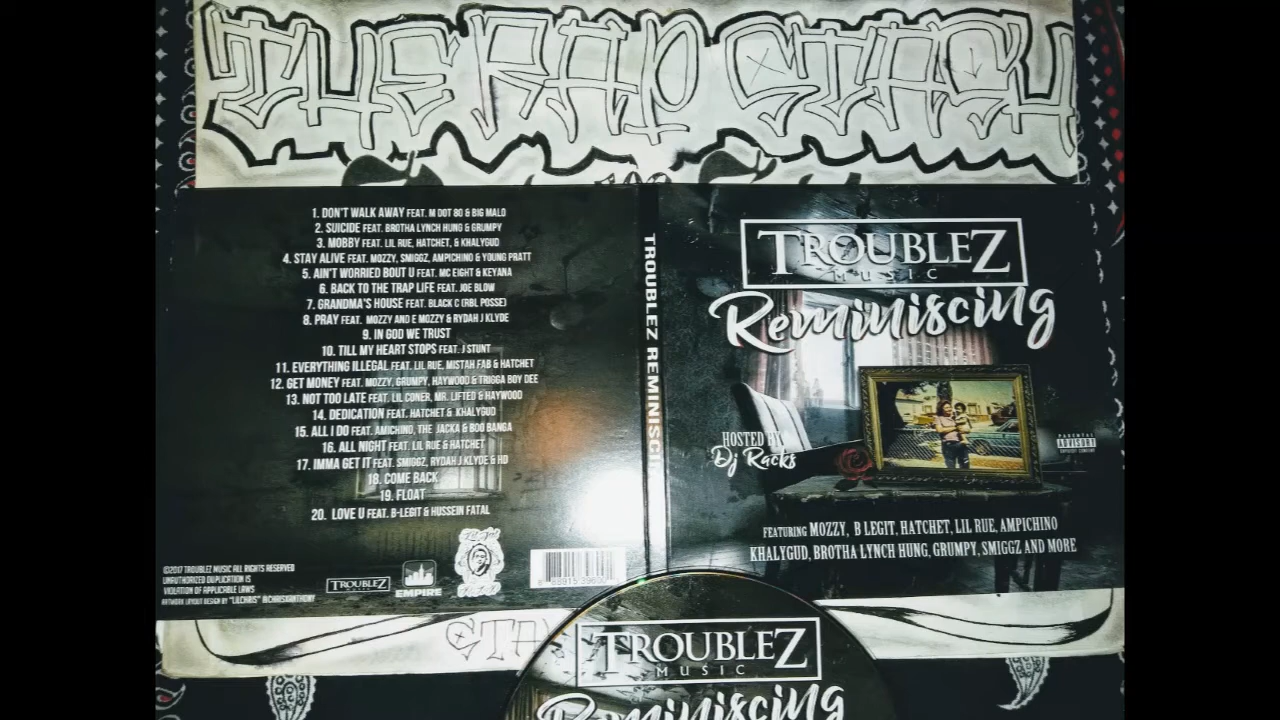 THE RAP STASH
1. DON'T WALK AWAY FEAT. M DOT 80 & BIG MALO
2. SUICIDE FEAT. BROTHA LYNCH HUNG & GRUMPY
3. MOBBY FEAT. LIL RUE, HATCHET, & KHALYGUD
4. STAY ALIVE FEAT. MOZZY, SMIGGZ, AMPICHINO & YOUNG PRATT
5. AIN'T WORRIED BOUT U FEAT. MC EIGHT & KEYANA
6. BACK TO THE TRAP LIFE FEAT. JOE BLOW
7. GRANDMA'S HOUSE FEAT. BLACK C (RBL POSSE)
8. PRAY FEAT. MOZZY AND E MOZZY & RYDAH J KLYDE
9. IN GOD WE TRUST
10. TILL MY HEART STOPS FEAT. J STUNT
11. EVERYTHING ILLEGAL FEAT. LIL RUE, MISTAH FAB & HATCHET
12. GET MONEY FEAT. MOZZY, GRUMPY, HAYWOOD & TRIGGA BOY DEE
13. NOT TOO LATE FEAT. LIL CONER, MR. LIFTED & HAYWOOD
14. DEDICATION FEAT. HATCHET & KHALYGUD
15. ALL I DO FEAT. AMICHINO, THE JACKA & BOO BANGA
16. ALL NIGHT FEAT. LIL RUE & HATCHET
17. IMMA GET IT FEAT. SMIGGZ, RYDAH J KLYDE & HD
18. COME BACK
19. FLOAT
20. LOVE U FEAT. B-LEGIT & HUSSEIN FATAL
©2017 TROUBLEZ MUSIC ALL RIGHTS RESERVED
UNAUTHORIZED DUPLICATION IS
VIOLATION OF APPLICABLE LAWS
ARTWORK LAYOUT DESIGN BY "LILCHRIS" @CHRISXANTHONY
TROUBLEZ
EMPIRE
TROUBLEZ REMINISCING
TROUBLEZ
MUSIC
Reminiscing
HOSTED BY
Dj Racks
PARENTAL
ADVISORY
EXPLICIT CONTENT
FEATURING MOZZY, B LEGIT, HATCHET, LIL RUE, AMPICHINO
KHALYGUD, BROTHA LYNCH HUNG, GRUMPY, SMIGGZ AND MORE
TROUBLEZ
MUSIC
Reminiscing